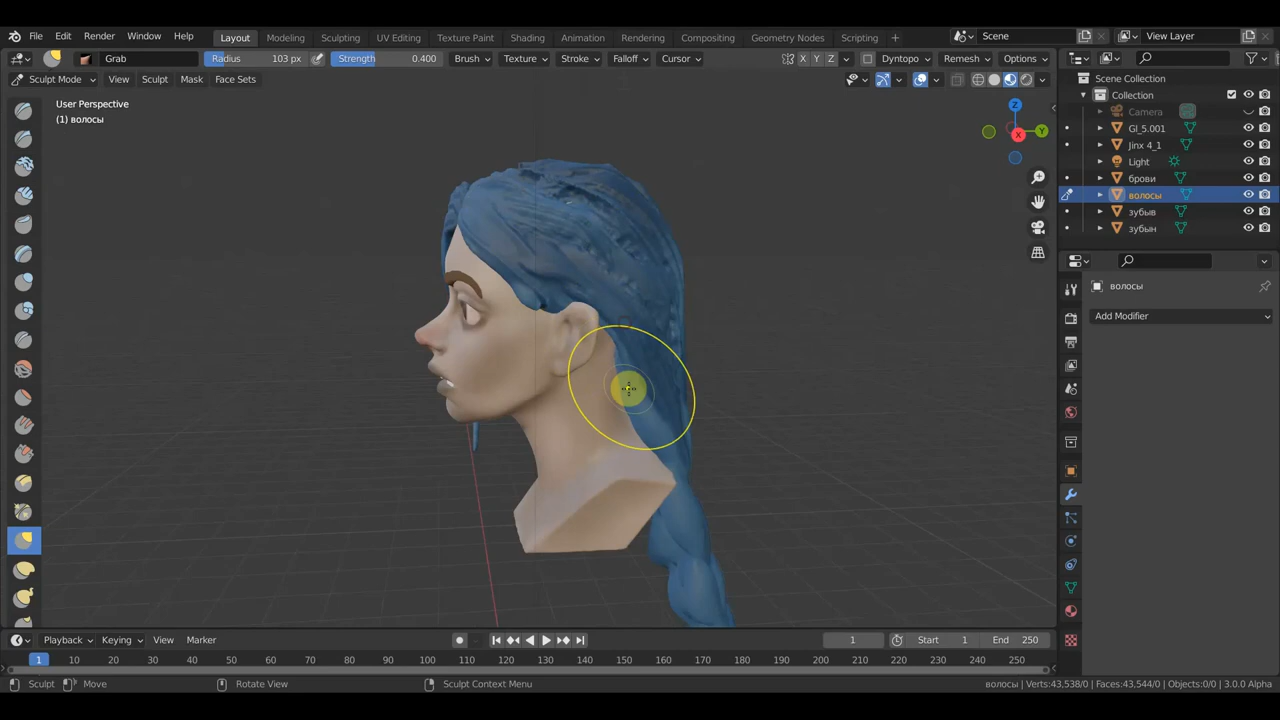 File Edit Render Window Help Layout Modeling Sculpting UV Editing Texture Paint Shading Animation Rendering Compositing Geometry Nodes Scripting + Scene View Layer
Grab Radius 103 px Strength 0.400 Brush Texture Stroke Falloff Cursor X Y Z Dyntopo Remesh Options
Sculpt Mode View Sculpt Mask Face Sets
User Perspective
(1) волосы
Z
Y
X
Scene Collection
Collection
Camera
Gl_5.001
Jinx 4_1
Light
брови
волосы
зубыв
зубын
волосы
Add Modifier
Playback Keying View Marker 1 Start 1 End 250
1 10 20 30 40 50 60 70 80 90 100 110 120 130 140 150 160 170 180 190 200 210 220 230 240 250
Sculpt Move Rotate View Sculpt Context Menu волосы | Verts:43,538/0 | Faces:43,544/0 | Objects:0/0 | 3.0.0 Alpha